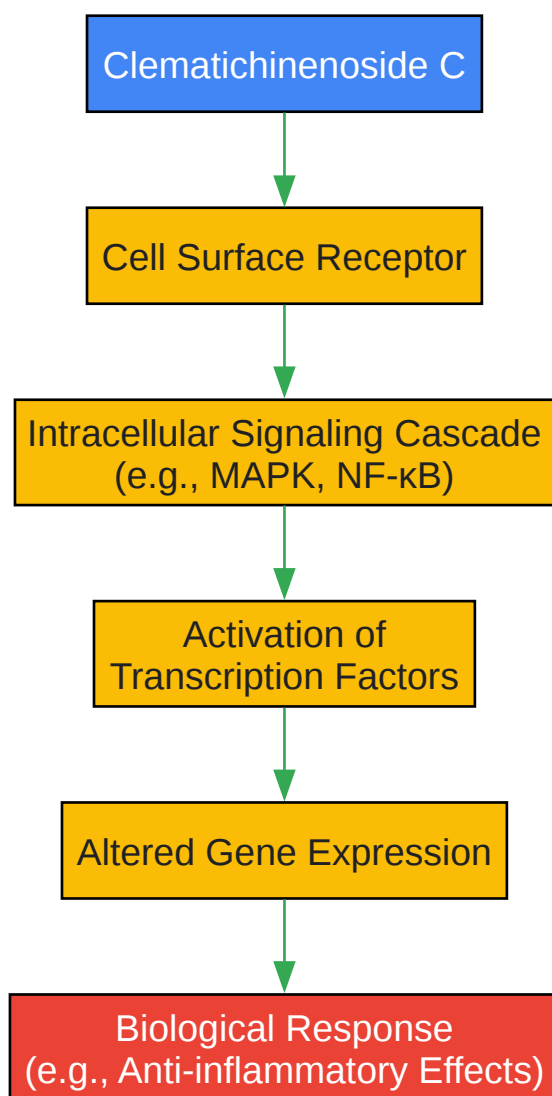 Clematichinenoside C
Cell Surface Receptor
Intracellular Signaling Cascade
(e.g., MAPK, NF-κB)
Activation of
Transcription Factors
Altered Gene Expression
Biological Response
(e.g., Anti-inflammatory Effects)